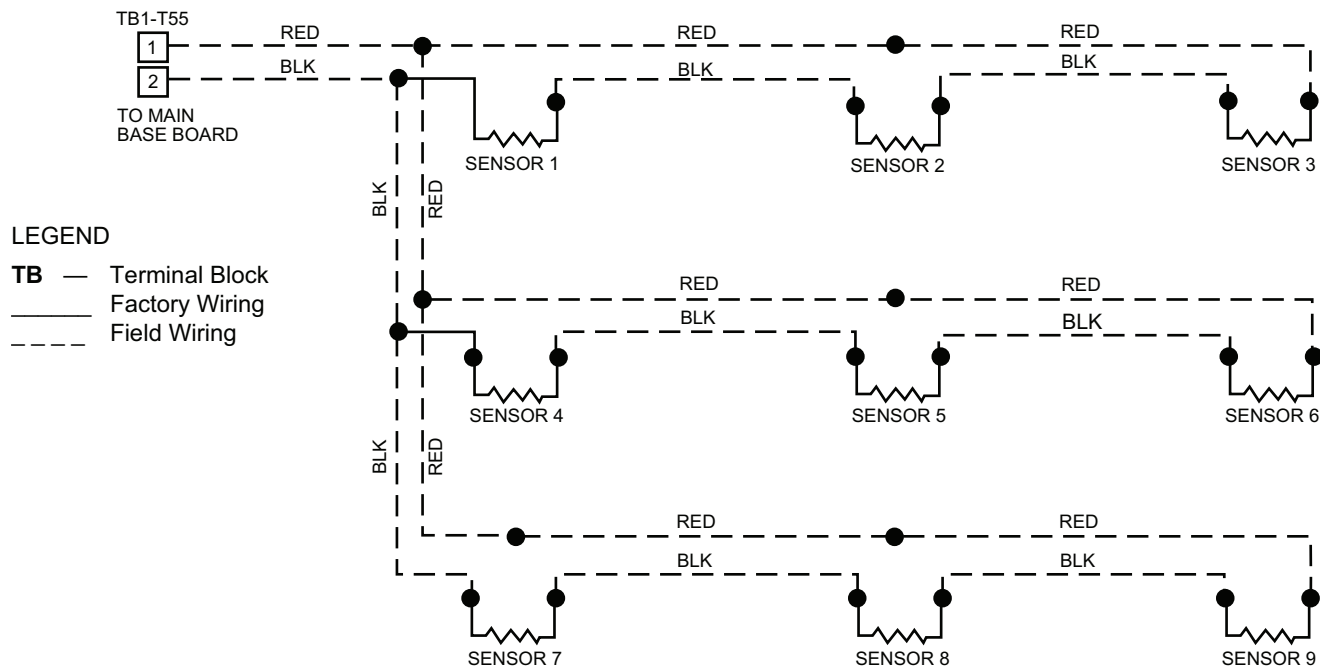 TB1-T55
1
RED
RED
RED
2
BLK
BLK
BLK
TO MAIN
BASE BOARD
SENSOR 1
SENSOR 2
SENSOR 3
BLK
RED
LEGEND
TB — Terminal Block
Factory Wiring
Field Wiring
RED
RED
BLK
BLK
SENSOR 4
SENSOR 5
SENSOR 6
BLK
RED
RED
RED
BLK
BLK
SENSOR 7
SENSOR 8
SENSOR 9